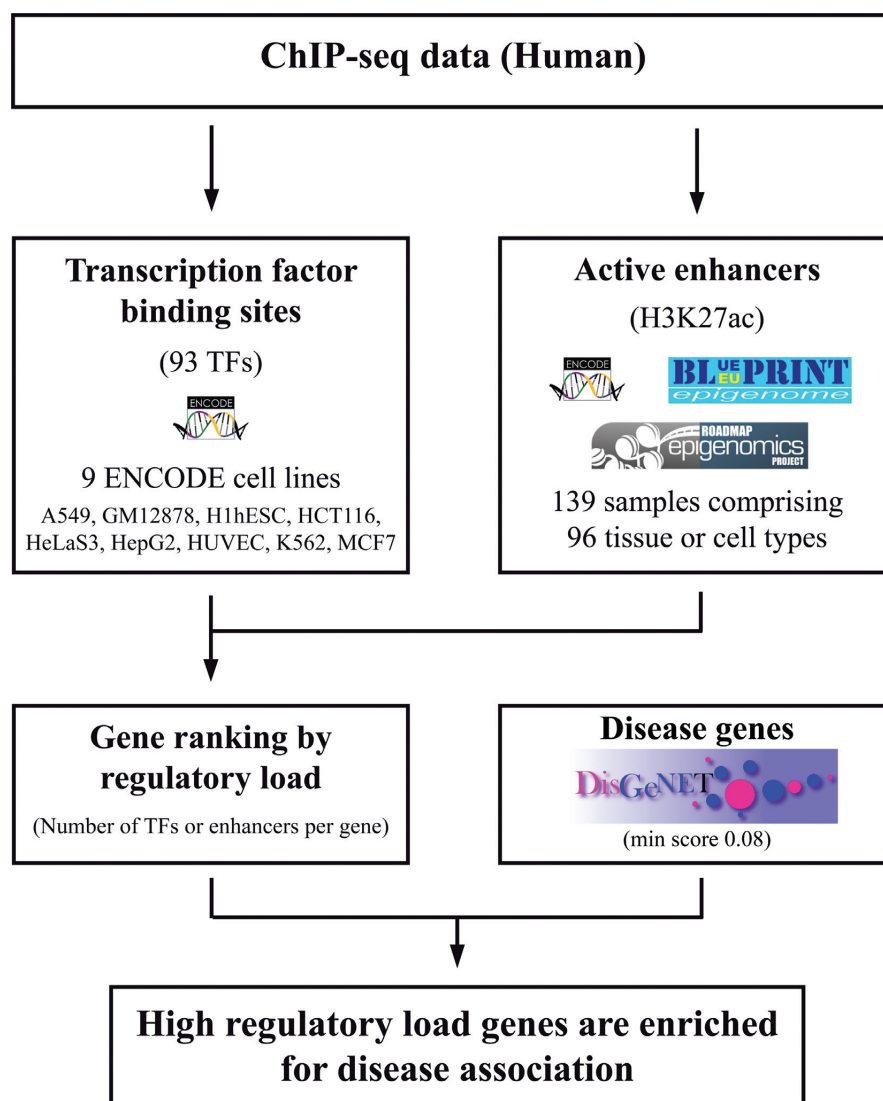 ChIP-seq data (Human)
Transcription factor
binding sites
(93 TFs)
ENCODE
9 ENCODE cell lines
A549, GM12878, H1hESC, HCT116,
HeLaS3, HepG2, HUVEC, K562, MCF7
Active enhancers
(H3K27ac)
ENCODE
BLUEPRINT
EU
epigenome
ROADMAP
epigenomics
PROJECT
139 samples comprising
96 tissue or cell types
Gene ranking by
regulatory load
(Number of TFs or enhancers per gene)
Disease genes
DisGeNET
(min score 0.08)
High regulatory load genes are enriched
for disease association